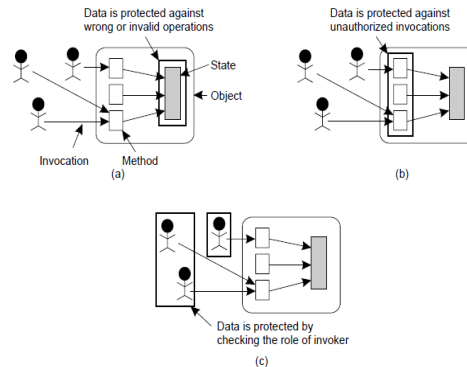 Data is protected against
wrong or invalid operations
State
Object
Invocation
Method
(a)
Data is protected against
unauthorized invocations
(b)
Data is protected by
checking the role of invoker
(c)